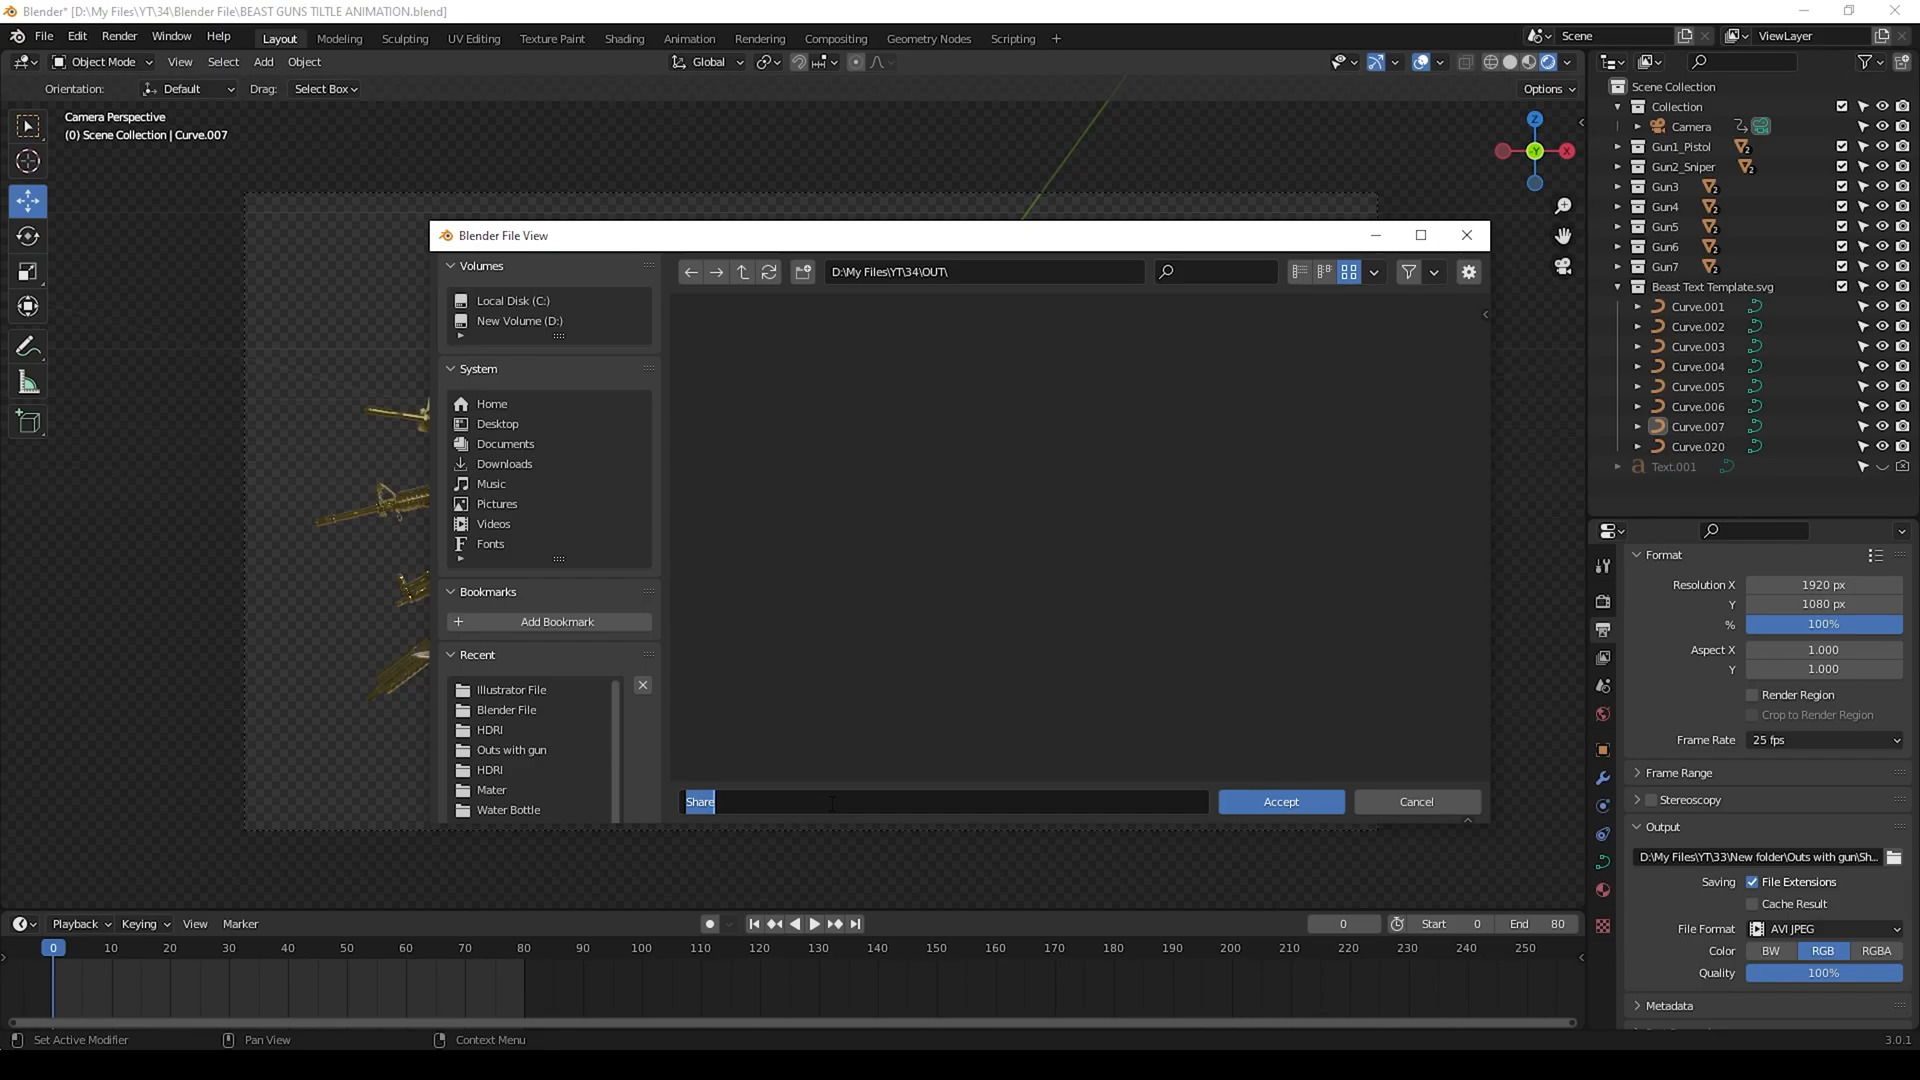 Blender* [D:\My Files\YT\34\Blender File\BEAST GUNS TILTLE ANIMATION.blend]
File Edit Render Window Help Layout Modeling Sculpting UV Editing Texture Paint Shading Animation Rendering Compositing Geometry Nodes Scripting + Scene ViewLayer
Object Mode View Select Add Object Global
Orientation: Default Drag: Select Box Options
Camera Perspective
(0) Scene Collection | Curve.007
Z
X
-Y
Blender File View
Volumes
D:\My Files\YT\34\OUT\
Local Disk (C:)
New Volume (D:)
System
Home
Desktop
Documents
Downloads
Music
Pictures
Videos
Fonts
Bookmarks
Add Bookmark
Recent
Illustrator File
Blender File
HDRI
Outs with gun
HDRI
Mater
Water Bottle
Share
Accept
Cancel
Scene Collection
Collection
Camera
Gun1_Pistol 2
Gun2_Sniper 2
Gun3 2
Gun4 2
Gun5 2
Gun6 2
Gun7 2
Beast Text Template.svg
Curve.001
Curve.002
Curve.003
Curve.004
Curve.005
Curve.006
Curve.007
Curve.020
Text.001
Format
Resolution X 1920 px
Y 1080 px
% 100%
Aspect X 1.000
Y 1.000
Render Region
Crop to Render Region
Frame Rate 25 fps
Frame Range
Stereoscopy
Output
D:\My Files\YT\33\New folder\Outs with gun\Sh...
Saving File Extensions
Cache Result
File Format AVI JPEG
Color BW RGB RGBA
Quality 100%
Metadata
Playback Keying View Marker 0 Start 0 End 80
0 10 20 30 40 50 60 70 80 90 100 110 120 130 140 150 160 170 180 190 200 210 220 230 240 250
Set Active Modifier Pan View Context Menu 3.0.1